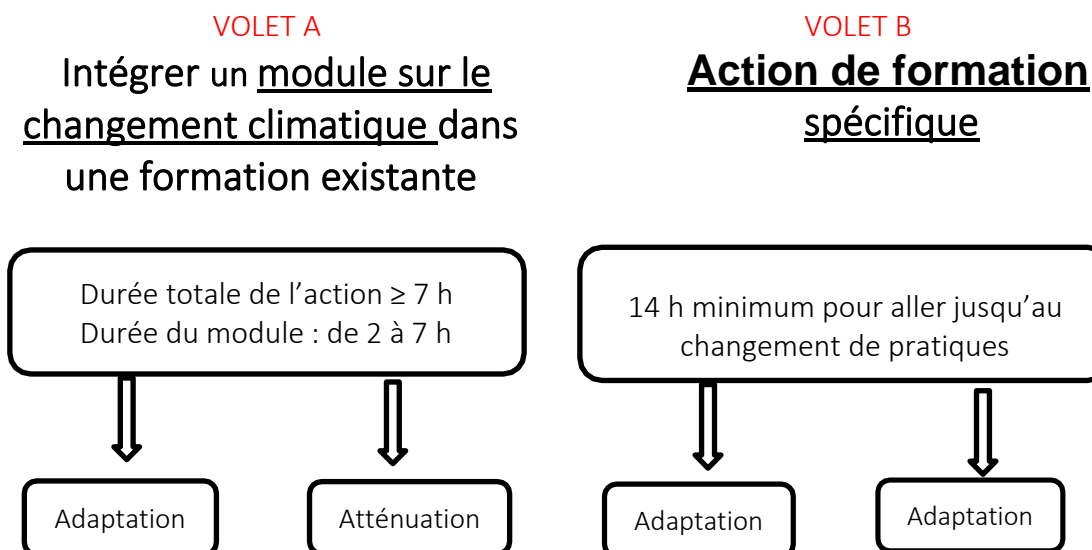 VOLET A
Intégrer un module sur le
changement climatique dans
une formation existante
Durée totale de l’action ≥ 7 h
Durée du module : de 2 à 7 h
Adaptation
Atténuation
VOLET B
Action de formation
spécifique
14 h minimum pour aller jusqu’au
changement de pratiques
Adaptation
Adaptation